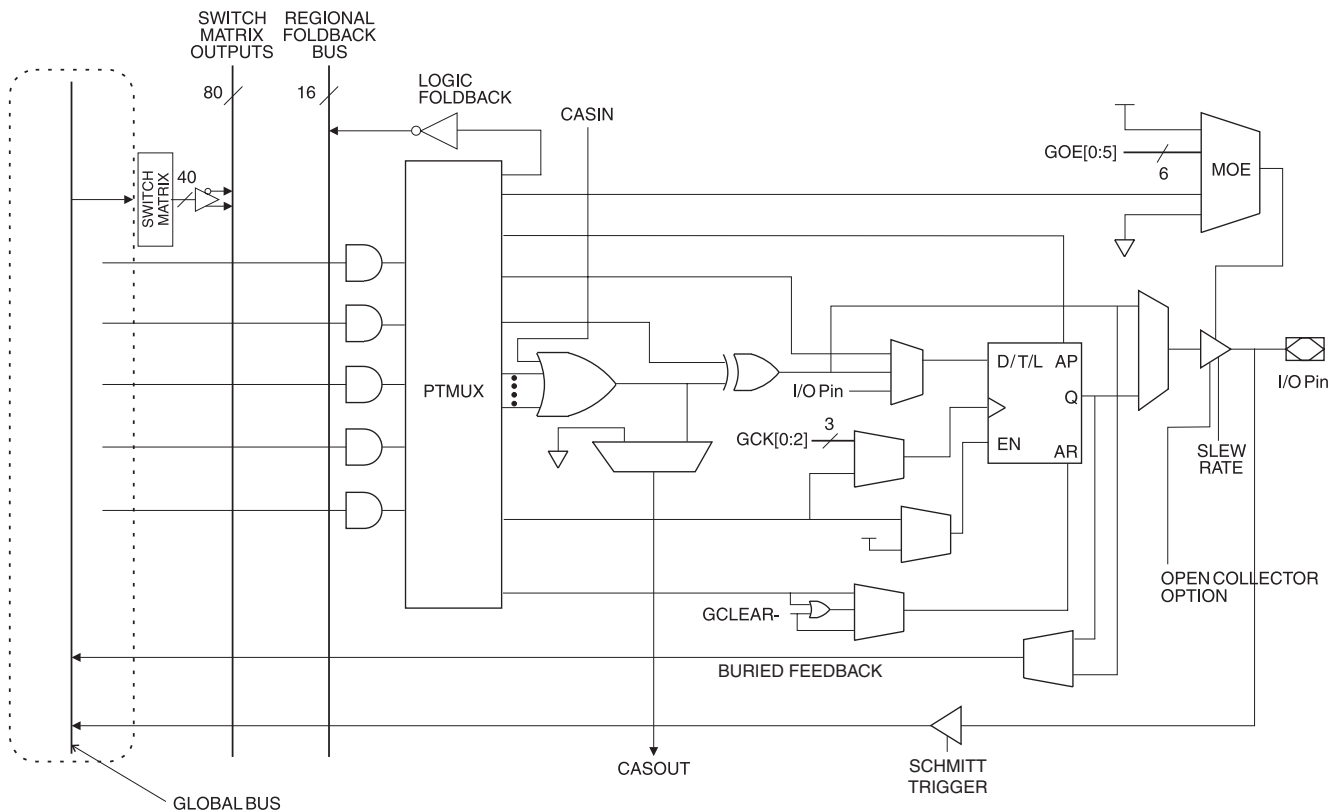 SWITCH
MATRIX
OUTPUTS
REGIONAL
FOLDBACK
BUS
80
16
LOGIC
FOLDBACK
CASIN
GOE[0:5]
6
MOE
SWITCH
MATRIX
40
PTMUX
D/T/L
AP
Q
EN
AR
I/O Pin
I/O Pin
GCK[0:2]
3
SLEW
RATE
OPEN COLLECTOR
OPTION
GCLEAR-
BURIED FEEDBACK
CASOUT
SCHMITT
TRIGGER
GLOBAL BUS